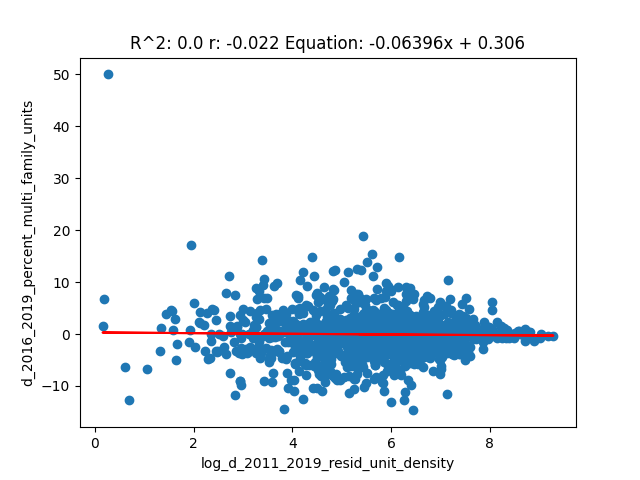 R^2: 0.0 r: -0.022 Equation: -0.06396x + 0.306
50
40
30
20
10
0
−10
d_2016_2019_percent_multi_family_units
0 2 4 6 8
log_d_2011_2019_resid_unit_density